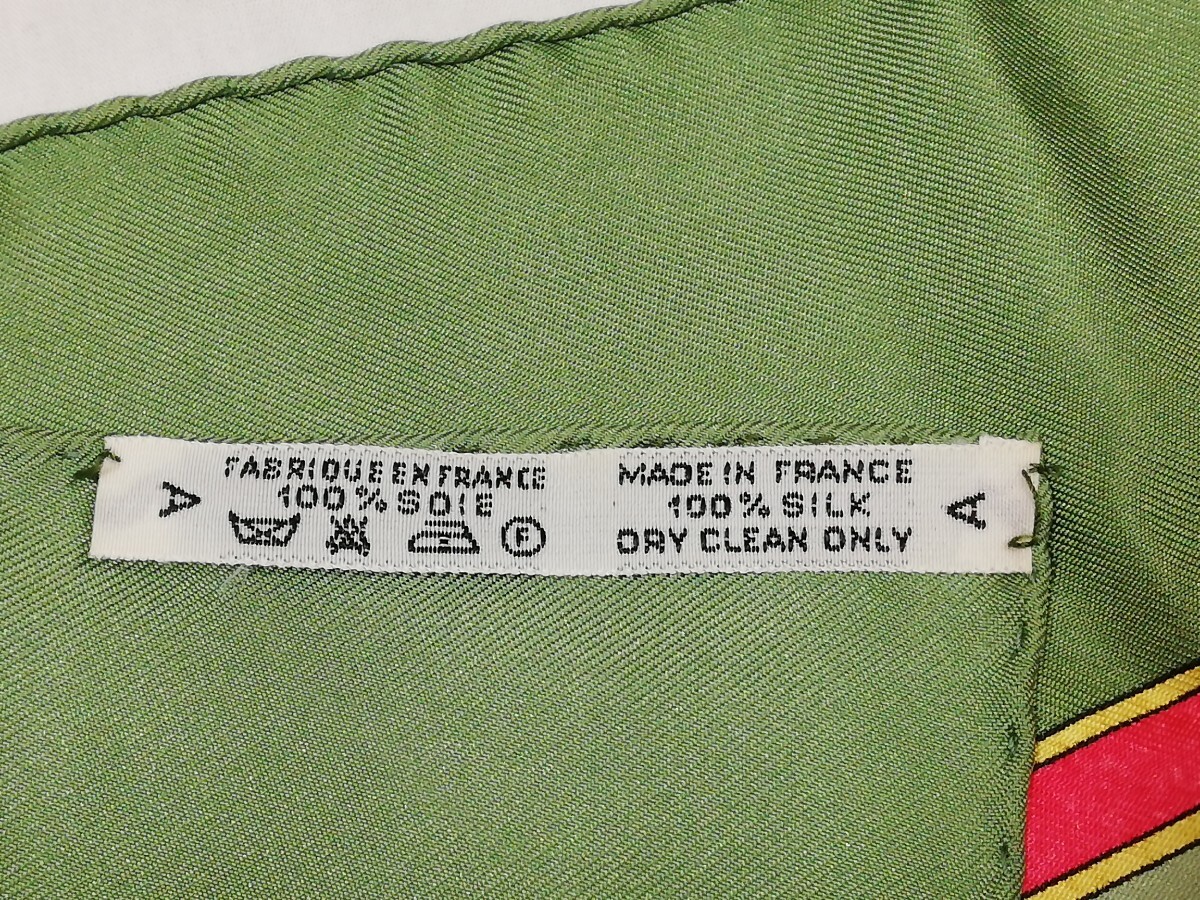 A
FABRIQUE EN FRANCE
100% SOIE
F
MADE IN FRANCE
100% SILK
DRY CLEAN ONLY
A